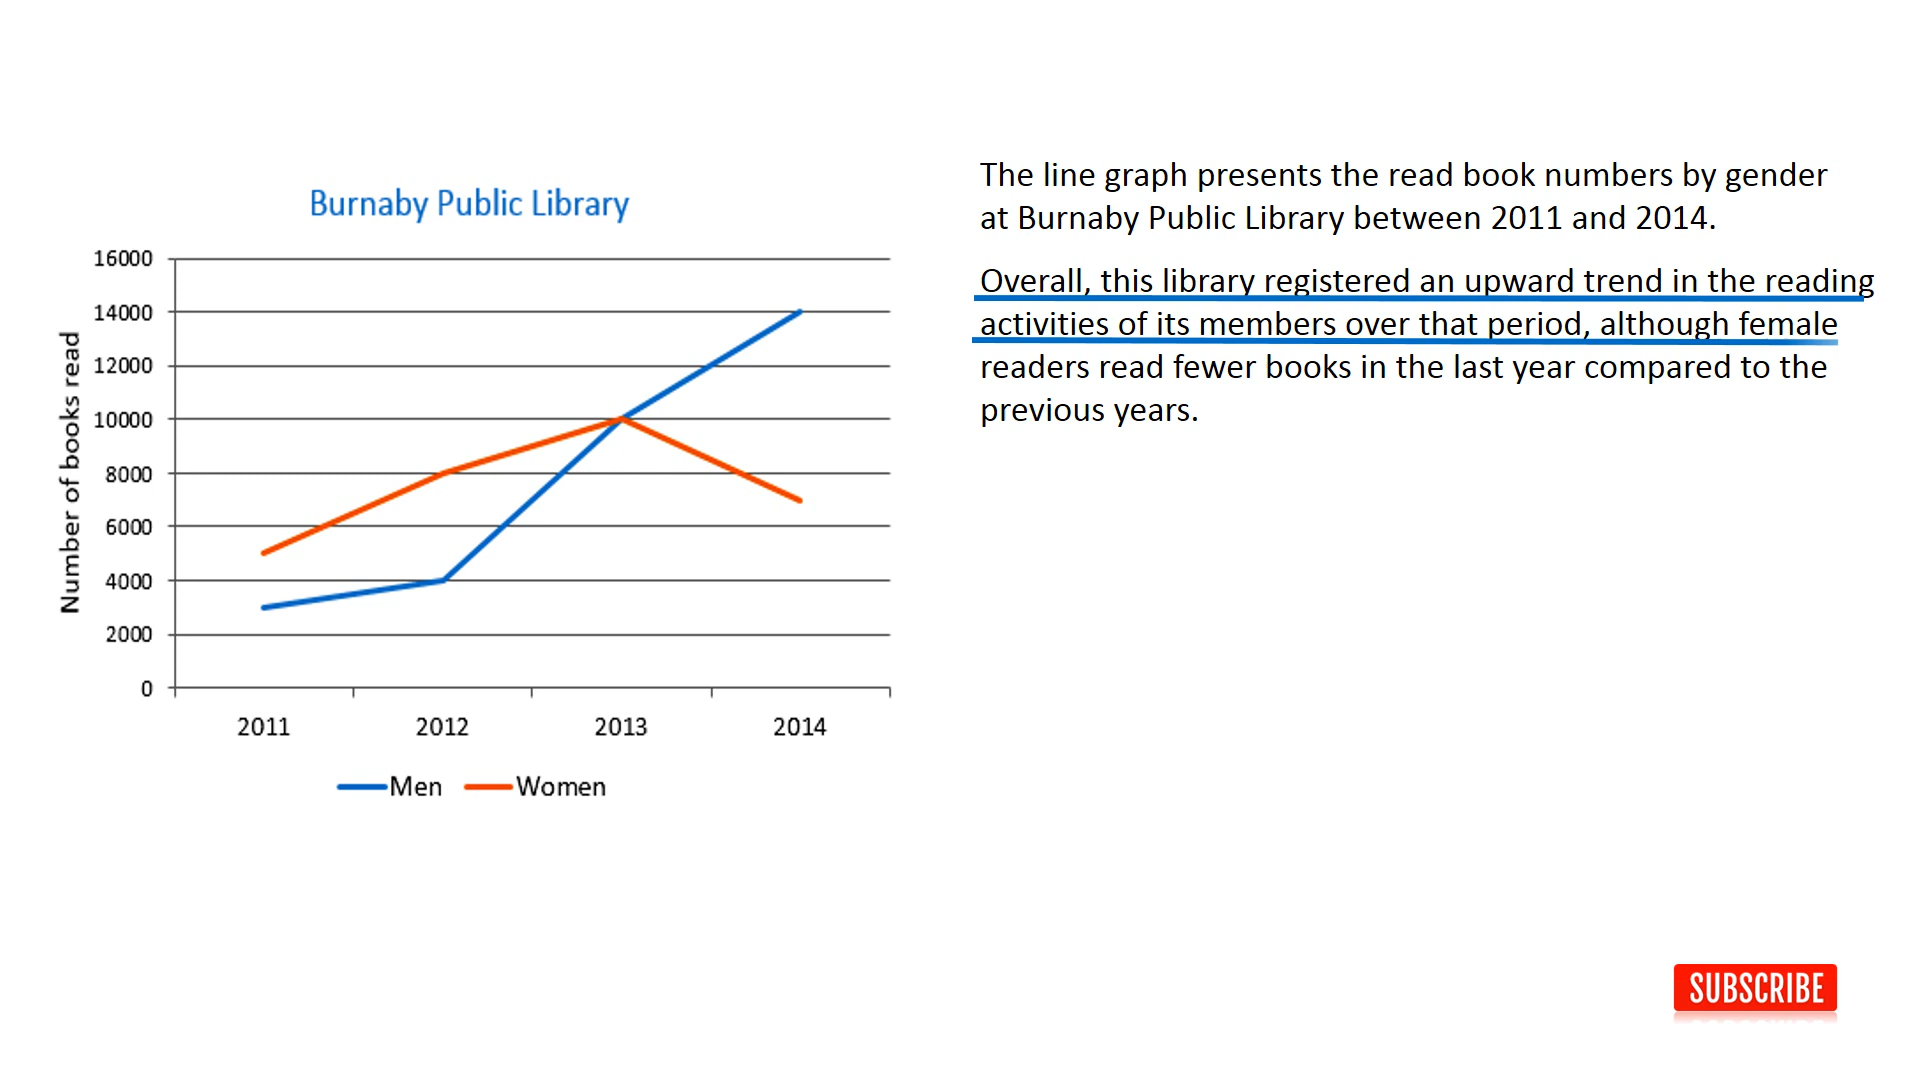 Burnaby Public Library
16000
14000
12000
10000
8000
6000
4000
2000
0
Number of books read
2011 2012 2013 2014
Men Women
The line graph presents the read book numbers by gender
at Burnaby Public Library between 2011 and 2014.
Overall, this library registered an upward trend in the reading
activities of its members over that period, although female
readers read fewer books in the last year compared to the
previous years.
SUBSCRIBE